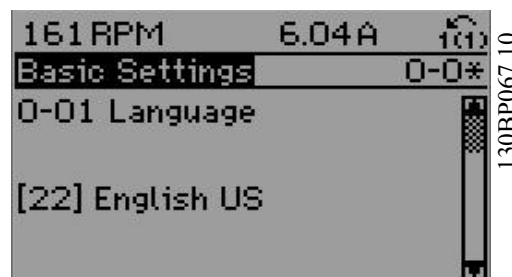 161 RPM 6.04 A 1(1)
Basic Settings 0-0*
0-01 Language
[22] English US
130BP067.10